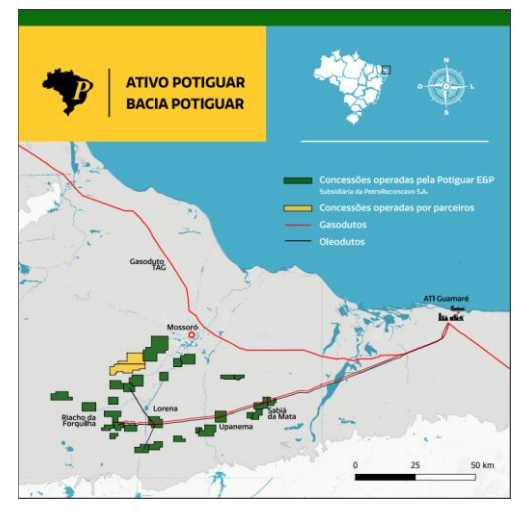 P
ATIVO POTIGUAR
BACIA POTIGUAR
N
O
L
S
Concessões operadas pela Potiguar E&P
Subsidiária da PetroReconcavo S.A.
Concessões operadas por parceiros
Gasodutos
Oleodutos
Gasoduto
TAG
ATI Guamaré
Mossoró
Riacho da
Forquilha
Lorena
Upanema
Sabiá
da Mata
0
25
50 km